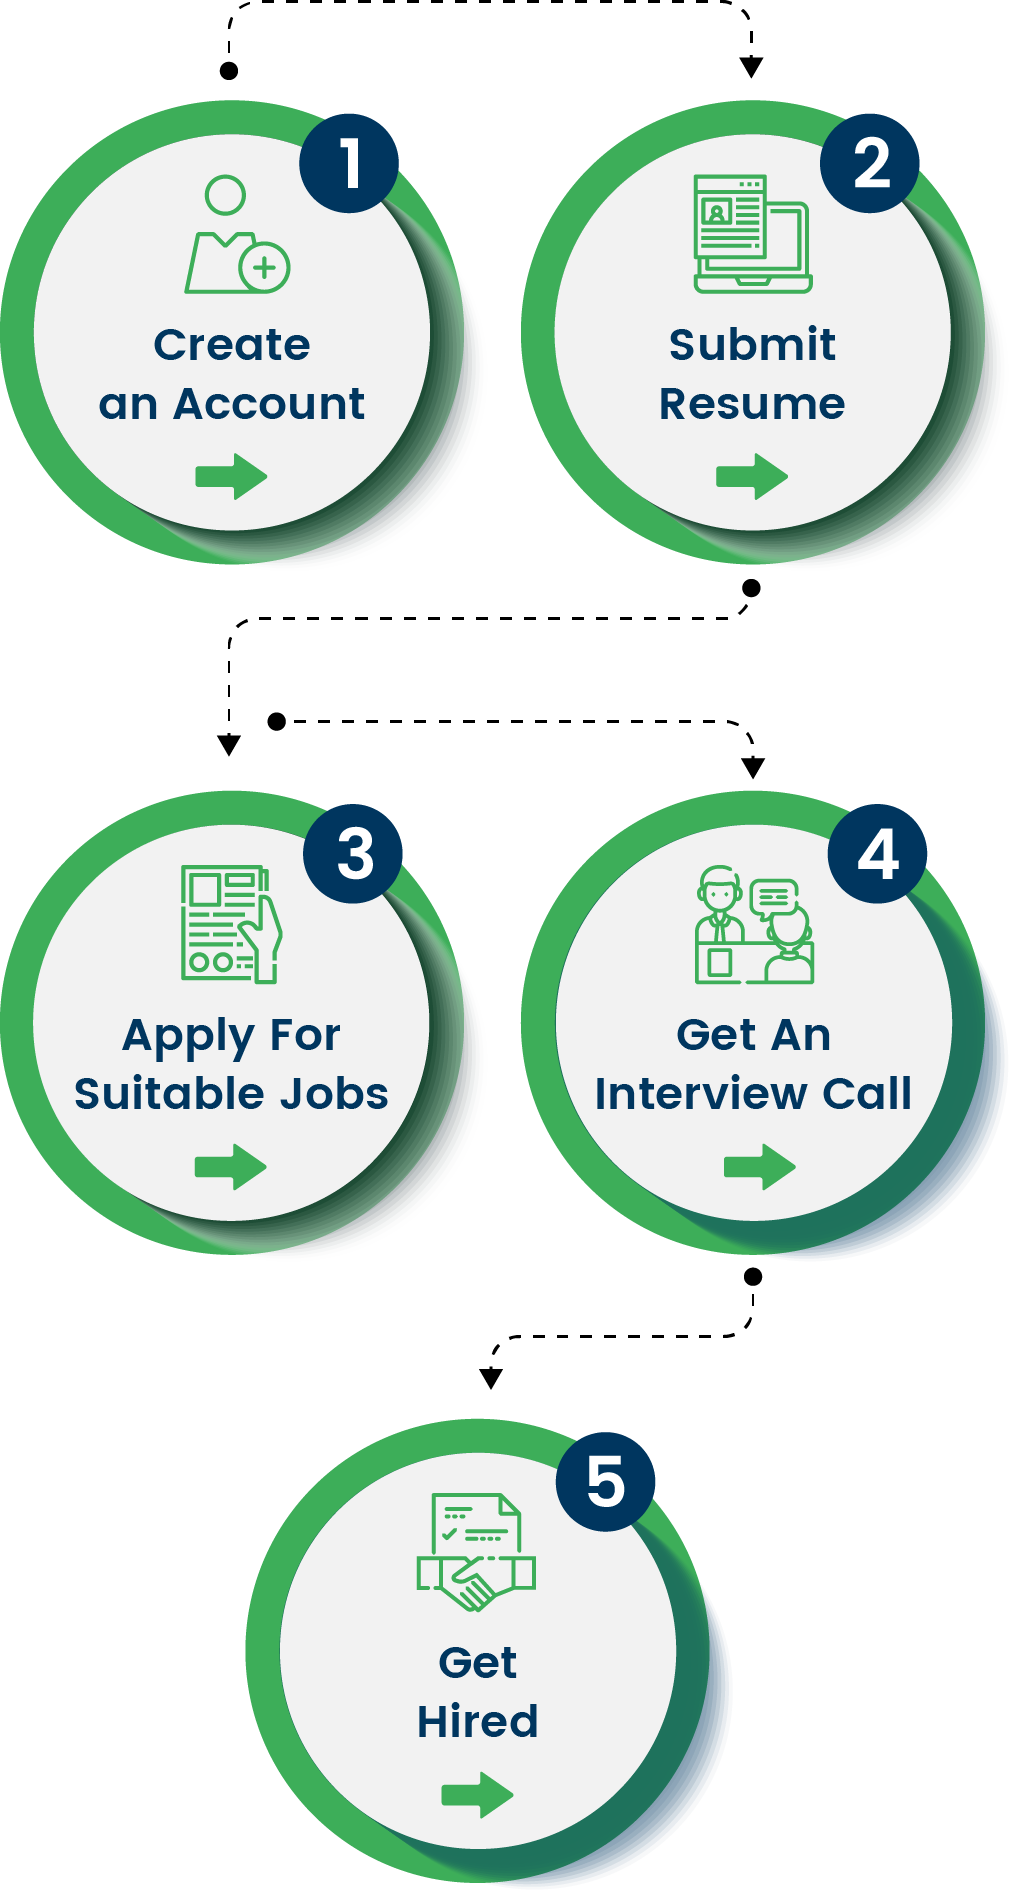 1
Create
an Account
2
Submit
Resume
3
Apply For
Suitable Jobs
4
Get An
Interview Call
5
Get
Hired